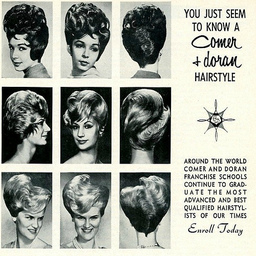 YOU JUST SEEM
TO KNOW A
Comer
& doran
HAIRSTYLE
AROUND THE WORLD
COMER AND DORAN
FRANCHISE SCHOOLS
CONTINUE TO GRAD-
UATE THE MOST
ADVANCED AND BEST
QUALIFIED HAIRSTYL-
ISTS OF OUR TIMES
Enroll Today